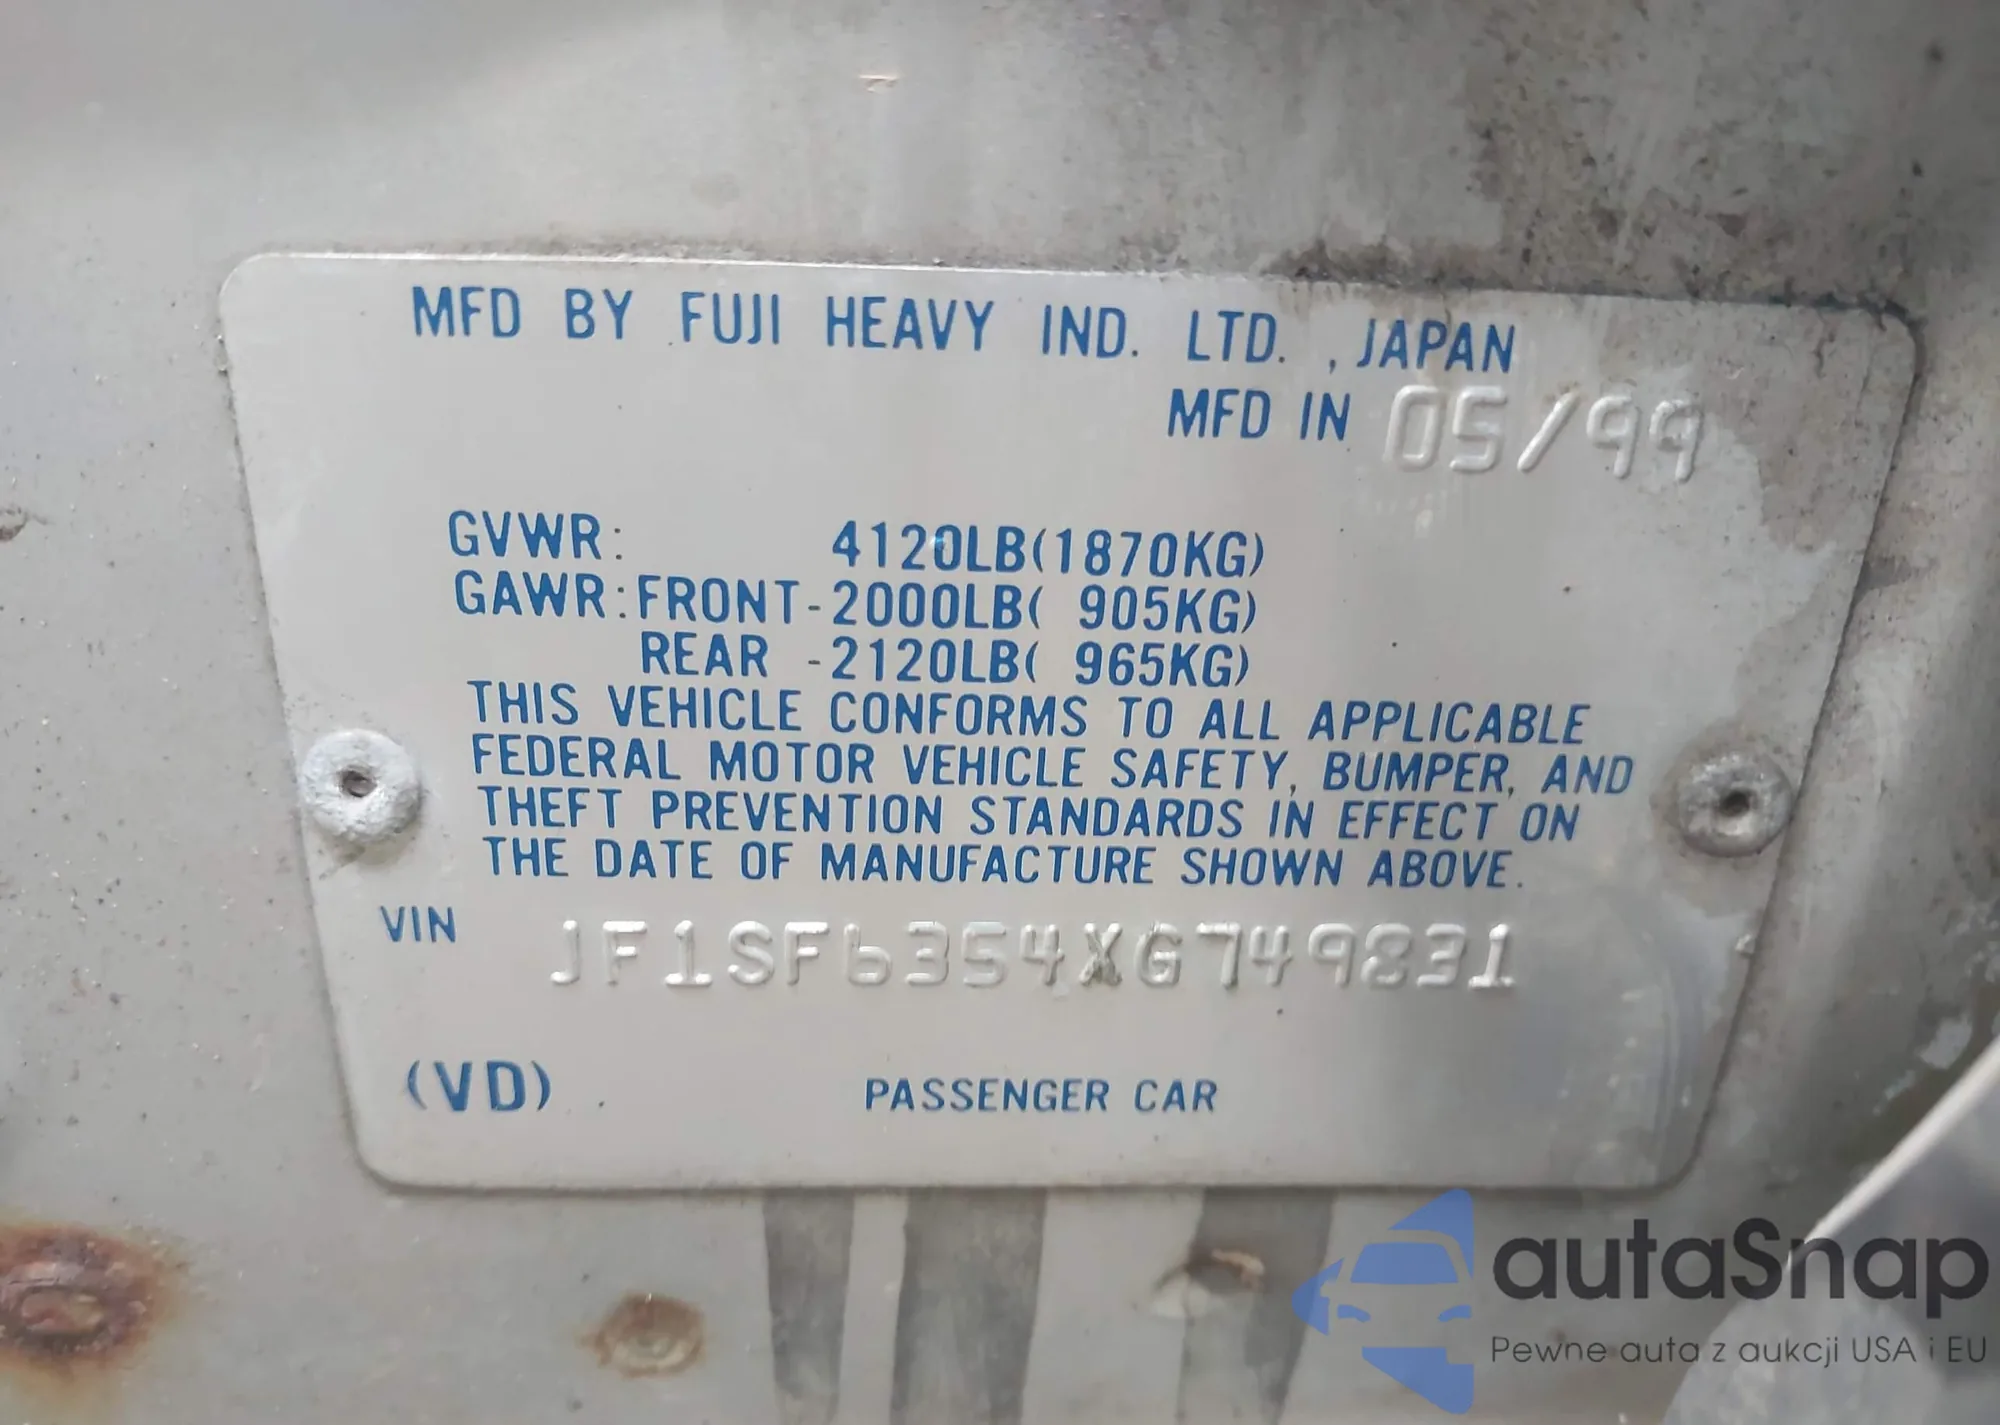 MFD BY FUJI HEAVY IND. LTD. , JAPAN
MFD IN 05/99
GVWR: 4120LB(1870KG)
GAWR:FRONT-2000LB( 905KG)
REAR -2120LB( 965KG)
THIS VEHICLE CONFORMS TO ALL APPLICABLE
FEDERAL MOTOR VEHICLE SAFETY, BUMPER, AND
THEFT PREVENTION STANDARDS IN EFFECT ON
THE DATE OF MANUFACTURE SHOWN ABOVE.
VIN JF1SF6354XG749831
(VD) PASSENGER CAR
autaSnap
Pewne auta z aukcji USA i EU